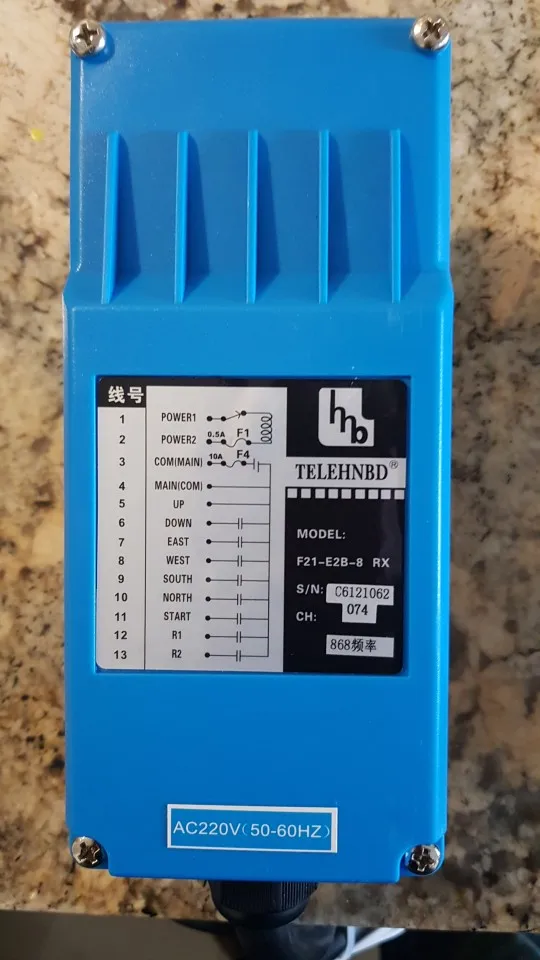 线号
1 POWER1
2 POWER2 0.5A F1
3 COM(MAIN) 10A F4
4 MAIN(COM)
5 UP
6 DOWN
7 EAST
8 WEST
9 SOUTH
10 NORTH
11 START
12 R1
13 R2
hnb
TELEHNBD®
MODEL:
F21-E2B-8 RX
S/N: C6121062
CH: 074
868频率
AC220V(50-60HZ)